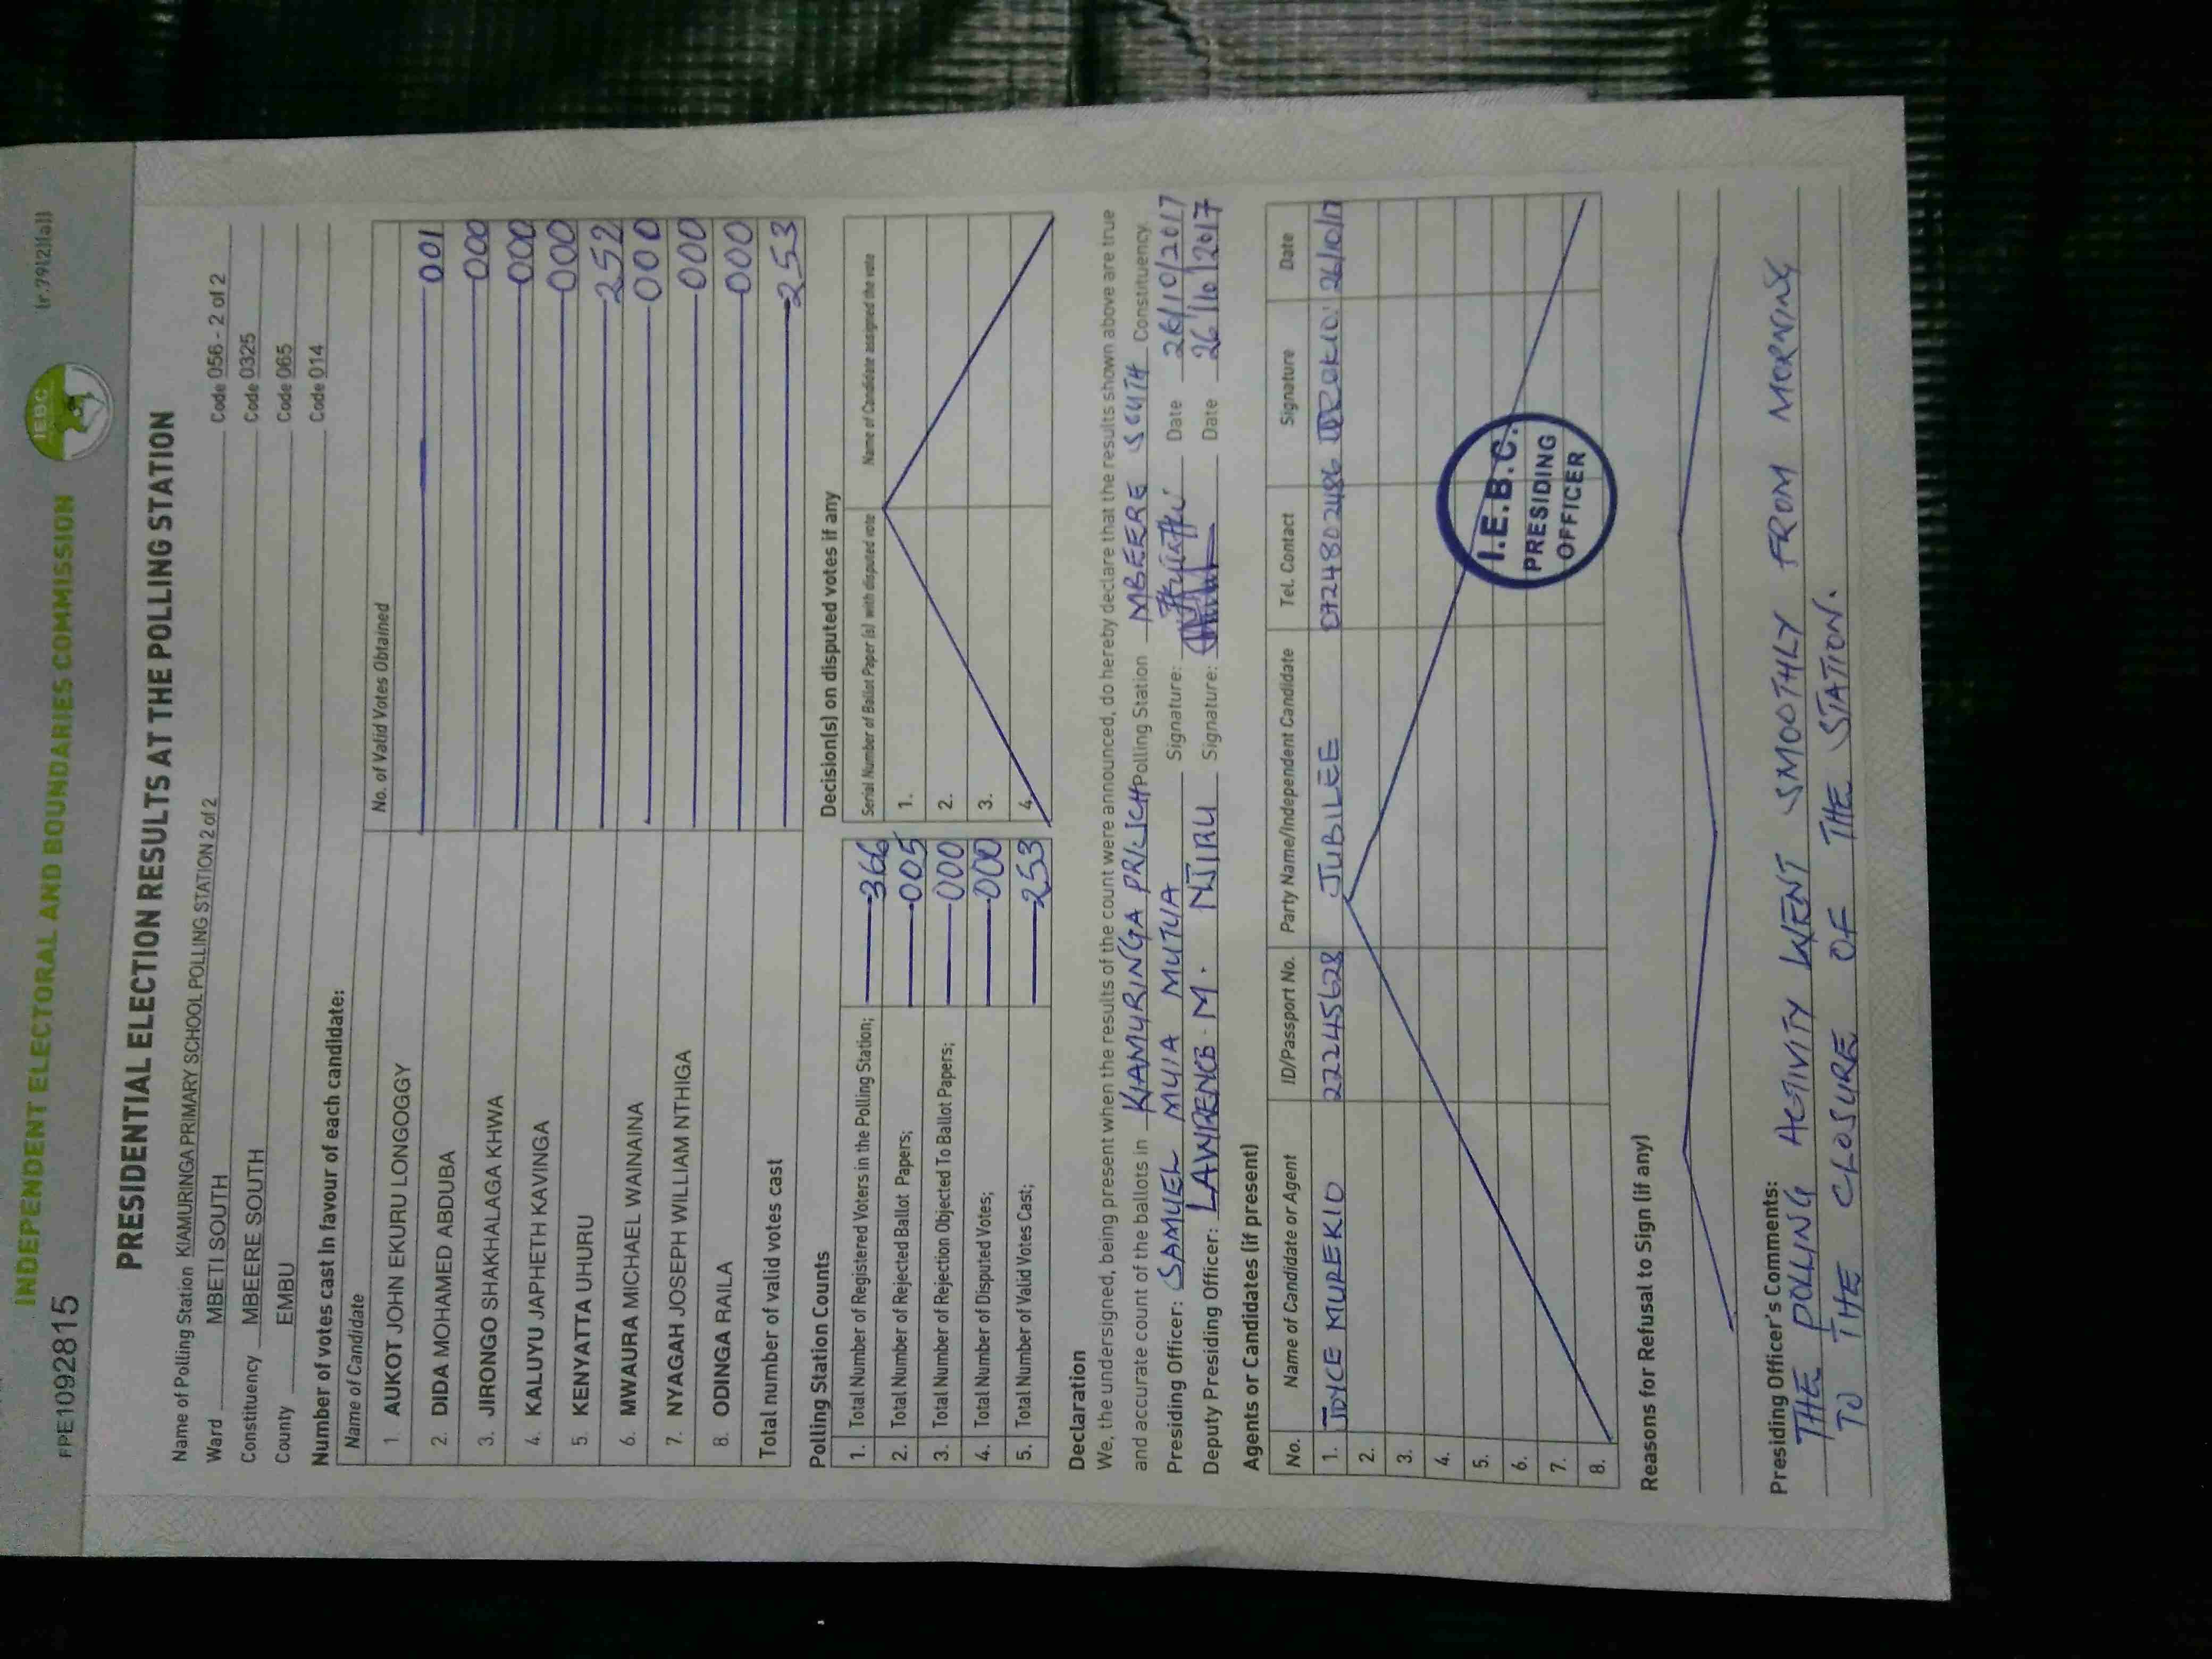 INDEPENDENT ELECTORAL AND BOUNDARIES COMMISSION
IEBC
(r.79(2)(a))
FPE1092815
PRESIDENTIAL ELECTION RESULTS AT THE POLLING STATION
Name of Polling Station KIAMURINGA PRIMARY SCHOOL POLLING STATION 2 of 2 Code 056 - 2 of 2
Ward MBETI SOUTH Code 0325
Constituency MBEERE SOUTH Code 065
County EMBU Code 014
Number of votes cast in favour of each candidate:
Name of Candidate No. of Valid Votes Obtained
1 AUKOT JOHN EKURU LONGOGGY 001
2. DIDA MOHAMED ABDUBA 000
3. JIRONGO SHAKHALAGA KHWA 000
4. KALUYU JAPHETH KAVINGA 000
5. KENYATTA UHURU 252
6. MWAURA MICHAEL WAINAINA 000
7. NYAGAH JOSEPH WILLIAM NTHIGA 000
8. ODINGA RAILA 000
Total number of valid votes cast 253
Polling Station Counts
1. Total Number of Registered Voters in the Polling Station; 366
2. Total Number of Rejected Ballot Papers; 005
3. Total Number of Rejection Objected To Ballot Papers; 000
4. Total Number of Disputed Votes; 000
5. Total Number of Valid Votes Cast; 253
Decision(s) on disputed votes if any
Serial Number of Ballot Paper (s) with disputed vote Name of Candidate assigned the vote
1.
2.
3.
4.
Declaration
We, the undersigned, being present when the results of the count were announced, do hereby declare that the results shown above are true
and accurate count of the ballots in KIAMURINGA PRI/SCH Polling Station MBEERE SOUTH Constituency.
Presiding Officer: SAMUEL MUIA MUTUA Signature: Date 26/10/2017
Deputy Presiding Officer: LAWRENCE M. NJIRU Signature: Date 26/10/2017
Agents or Candidates (if present)
No. Name of Candidate or Agent ID/Passport No. Party Name/Independent Candidate Tel. Contact Signature Date
1. JOYCE MUREKIO 22245628 JUBILEE 0724802486 26/10/17
2.
3.
4.
5.
6.
7.
8.
I.E.B.C.
PRESIDING
OFFICER
Reasons for Refusal to Sign (if any)
Presiding Officer's Comments:
THE POLLING ACTIVITY WENT SMOOTHLY FROM MORNING
TO THE CLOSURE OF THE STATION.